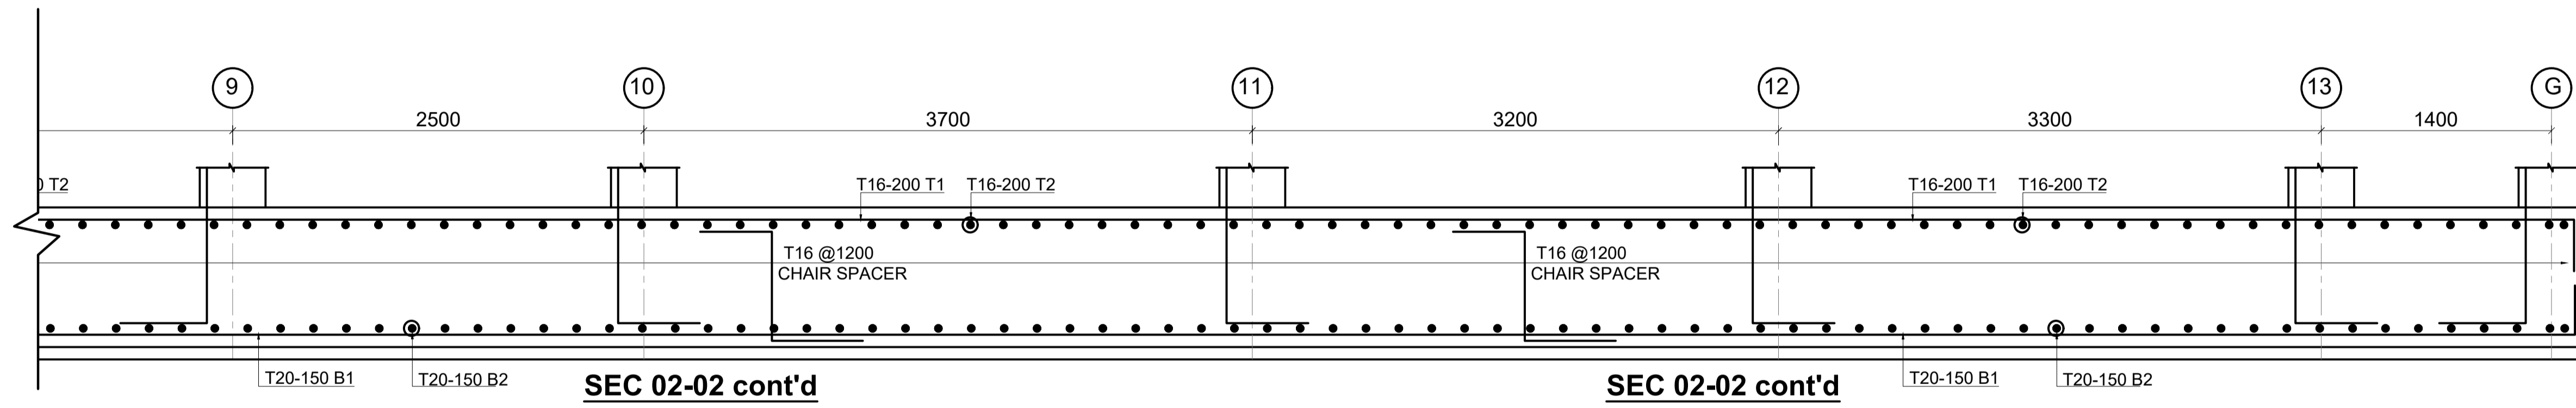 9
10
11
12
13
G
2500
3700
3200
3300
1400
T2
T16-200 T1
T16-200 T2
T16-200 T1
T16-200 T2
T16 @1200
CHAIR SPACER
T16 @1200
CHAIR SPACER
T20-150 B1
T20-150 B2
SEC 02-02 cont'd
SEC 02-02 cont'd
T20-150 B1
T20-150 B2